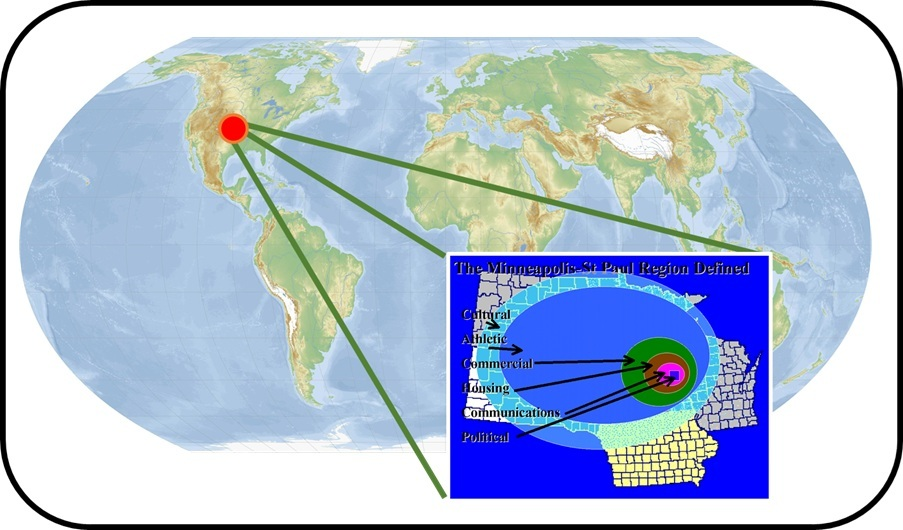 The Minneapolis-St Paul Region Defined
Cultural
Athletic
Commercial
Housing
Communications
Political